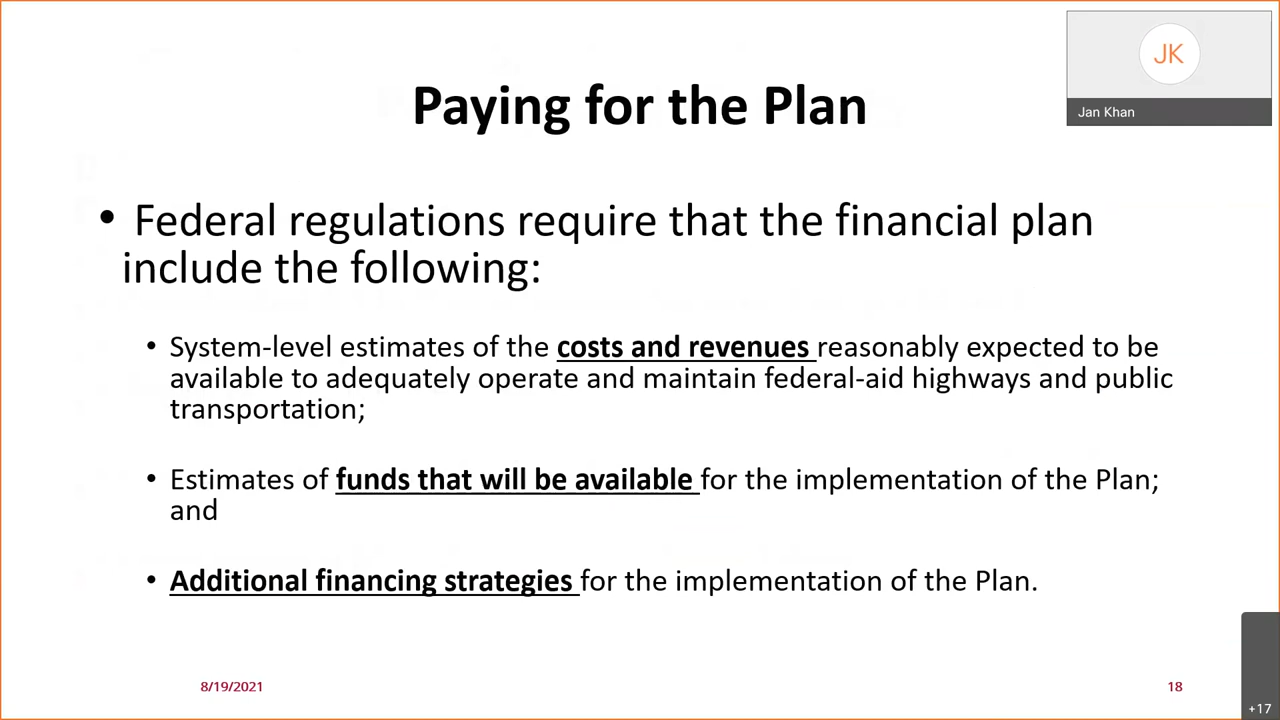 JK
Jan Khan
Paying for the Plan
• Federal regulations require that the financial plan
include the following:
• System-level estimates of the costs and revenues reasonably expected to be
available to adequately operate and maintain federal-aid highways and public
transportation;
• Estimates of funds that will be available for the implementation of the Plan;
and
• Additional financing strategies for the implementation of the Plan.
8/19/2021
18
+17